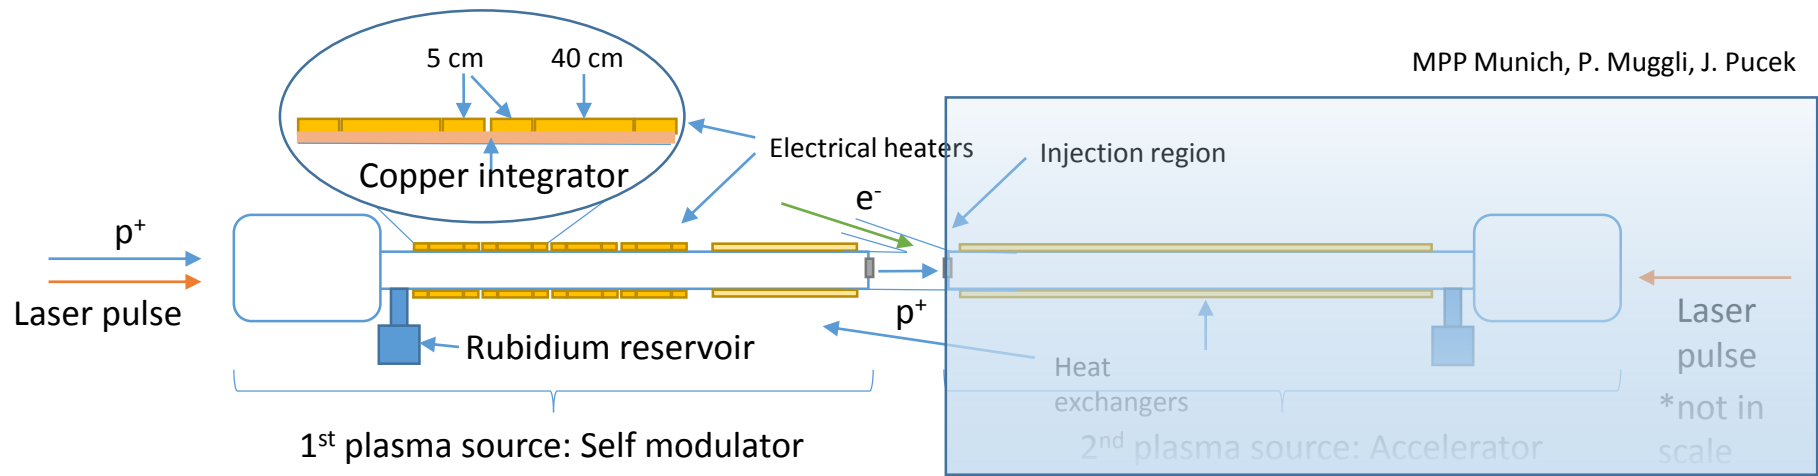 5 cm
40 cm
MPP Munich, P. Muggli, J. Pucek
Electrical heaters
Injection region
Copper integrator
e-
p+
Laser pulse
p+
Rubidium reservoir
Laser
pulse
Heat
exchangers
*not in
scale
1st plasma source: Self modulator
2nd plasma source: Accelerator